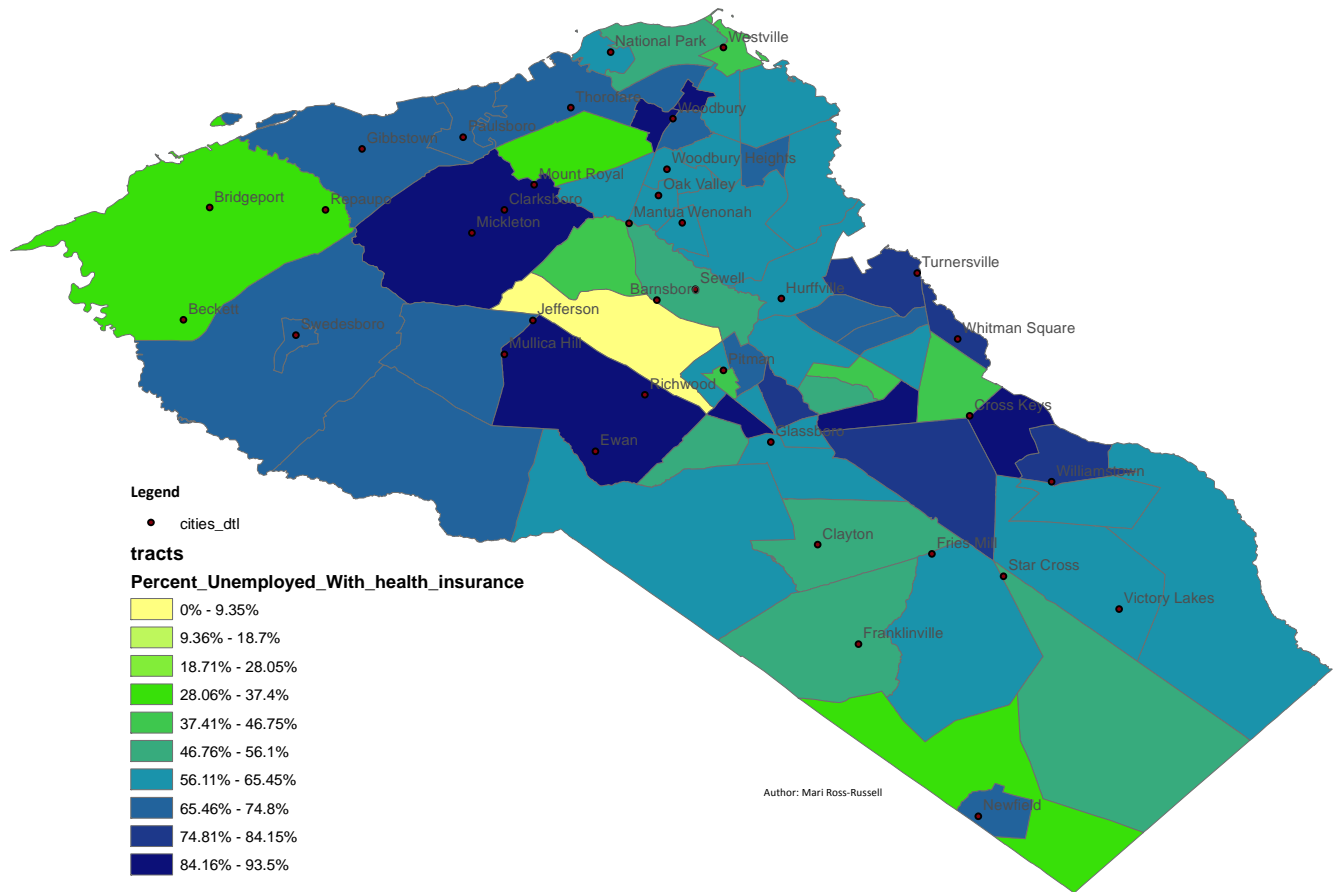 National Park
Westville
Thorofare
Woodbury
Paulsboro
Gibbstown
Woodbury Heights
Mount Royal
Oak Valley
Bridgeport
Repaupo
Clarksboro
Mantua
Wenonah
Mickleton
Turnersville
Sewell
Barnsboro
Hurffville
Beckett
Jefferson
Swedesboro
Whitman Square
Mullica Hill
Pitman
Richwood
Cross Keys
Glassboro
Ewan
Williamstown
Clayton
Fries Mill
Star Cross
Victory Lakes
Franklinville
Newfield
Legend
cities_dtl
tracts
Percent_Unemployed_With_health_insurance
0% - 9.35%
9.36% - 18.7%
18.71% - 28.05%
28.06% - 37.4%
37.41% - 46.75%
46.76% - 56.1%
56.11% - 65.45%
65.46% - 74.8%
74.81% - 84.15%
84.16% - 93.5%
Author: Mari Ross-Russell